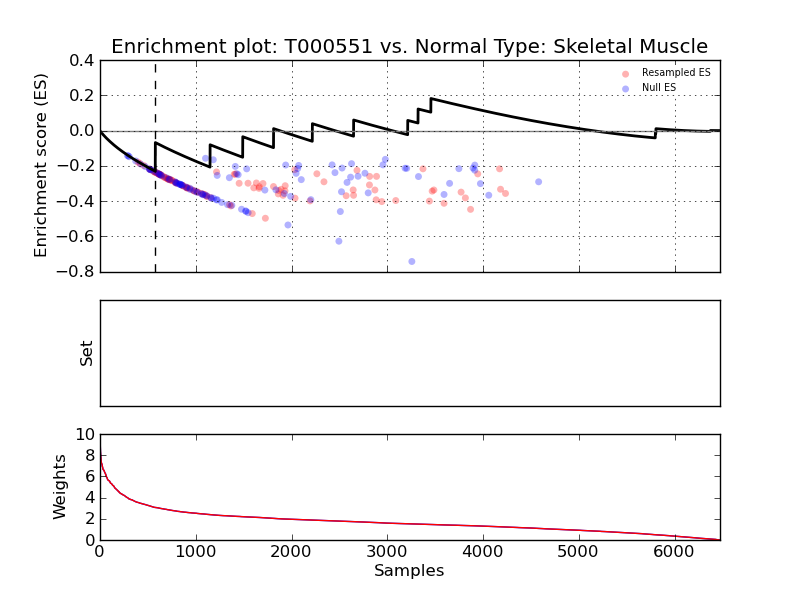 Enrichment plot: T000551 vs. Normal Type: Skeletal Muscle
Enrichment score (ES)
0.4
0.2
0.0
−0.2
−0.4
−0.6
−0.8
Resampled ES
Null ES
Set
Weights
10
8
6
4
2
0
0 1000 2000 3000 4000 5000 6000
Samples